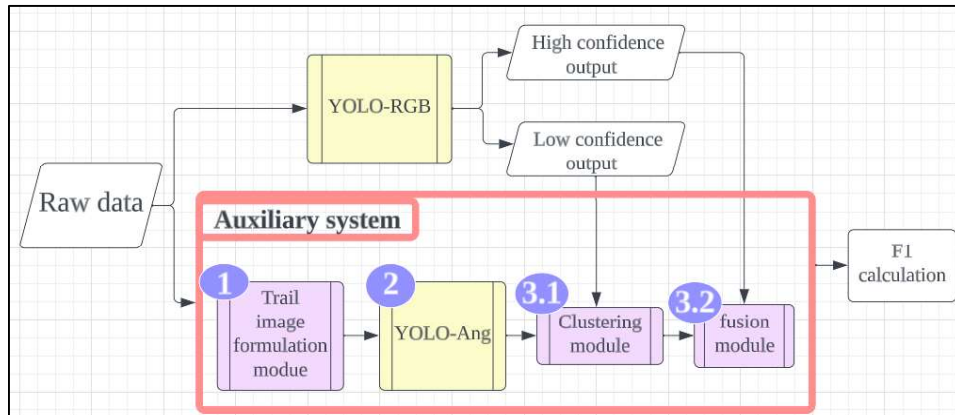 High confidence
output
YOLO-RGB
Low confidence
output
Raw data
Auxiliary system
F1
calculation
1
Trail
image
formulation
modue
2
YOLO-Ang
3.1
Clustering
module
3.2
fusion
module